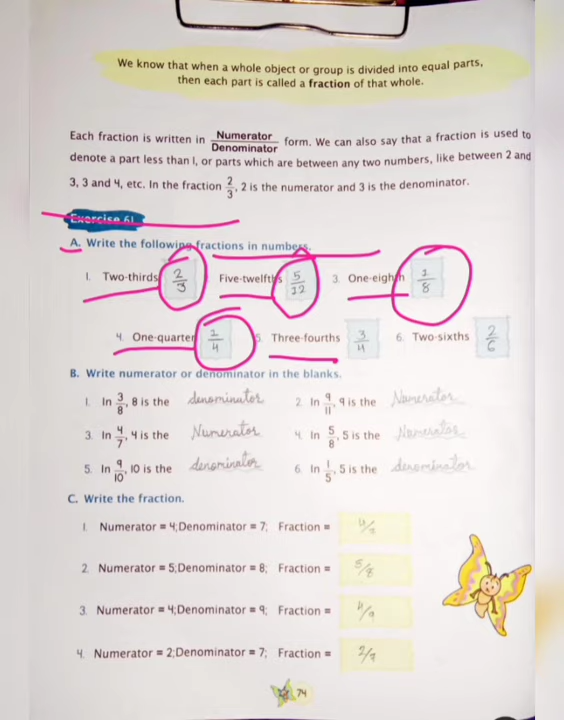 We know that when a whole object or group is divided into equal parts,
then each part is called a fraction of that whole.
Each fraction is written in Numerator/Denominator form. We can also say that a fraction is used to
denote a part less than 1, or parts which are between any two numbers, like between 2 and
3, 3 and 4, etc. In the fraction 2/3, 2 is the numerator and 3 is the denominator.
Exercise 61
A. Write the following fractions in numbers.
1. Two-thirds 2/3 Five-twelfths 5/12 3. One-eighth 1/8
4. One-quarter 1/4 5. Three-fourths 3/4 6. Two-sixths 2/6
B. Write numerator or denominator in the blanks.
1. In 3/8, 8 is the denominator 2. In 9/11, 9 is the Numerator
3. In 4/7, 4 is the Numerator 4. In 5/8, 5 is the Numerator
5. In 9/10, 10 is the denominator 6. In 1/5, 5 is the denominator
C. Write the fraction.
1. Numerator = 4; Denominator = 7; Fraction =
2. Numerator = 5; Denominator = 8; Fraction = 5/8
3. Numerator = 4; Denominator = 9; Fraction = 4/9
4. Numerator = 2; Denominator = 7; Fraction = 2/7
74